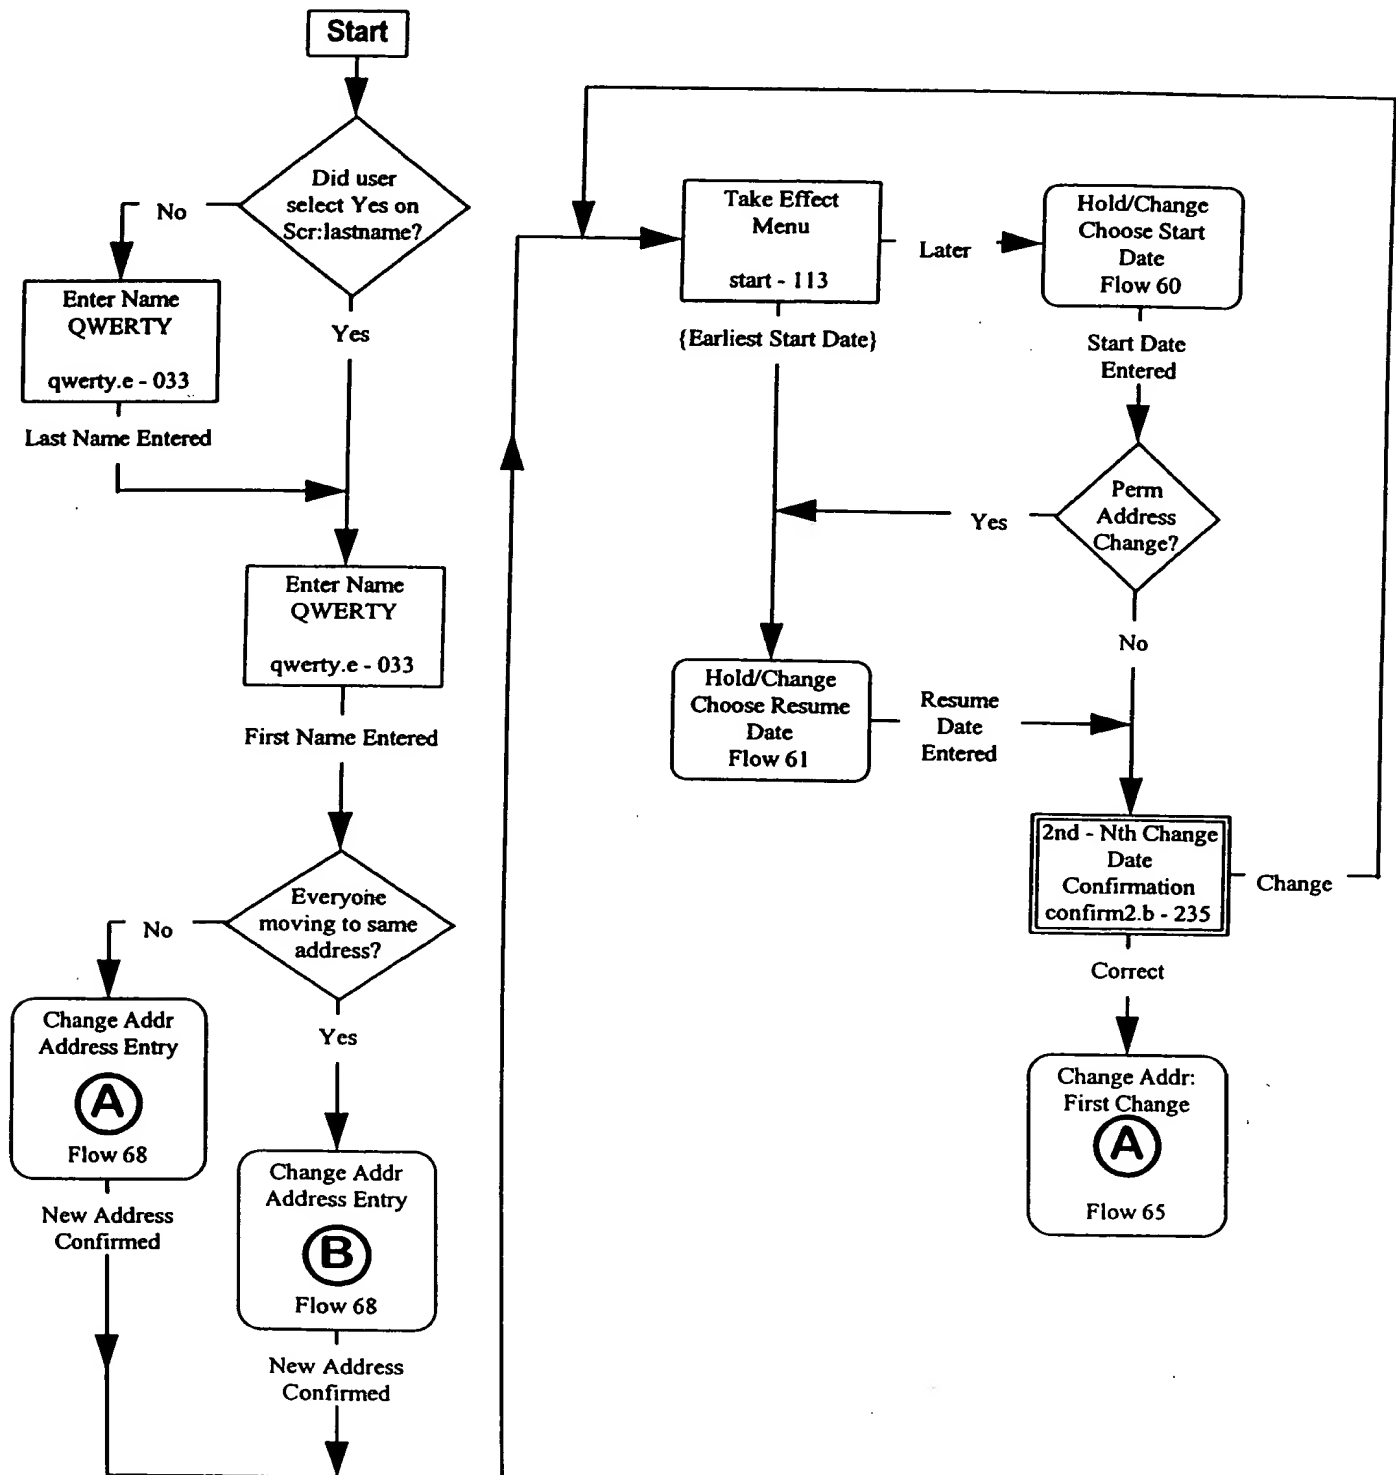 Start
Did user
select Yes on
Scr:lastname?
No
Yes
Enter Name
QWERTY
qwerty.e - 033
Last Name Entered
Enter Name
QWERTY
qwerty.e - 033
First Name Entered
Everyone
moving to same
address?
No
Yes
Change Addr
Address Entry
A
Flow 68
New Address
Confirmed
Change Addr
Address Entry
B
Flow 68
New Address
Confirmed
Take Effect
Menu
start - 113
Later
{Earliest Start Date}
Hold/Change
Choose Start
Date
Flow 60
Start Date
Entered
Perm
Address
Change?
Yes
No
Hold/Change
Choose Resume
Date
Flow 61
Resume
Date
Entered
2nd - Nth Change
Date
Confirmation
confirm2.b - 235
Change
Correct
Change Addr:
First Change
A
Flow 65